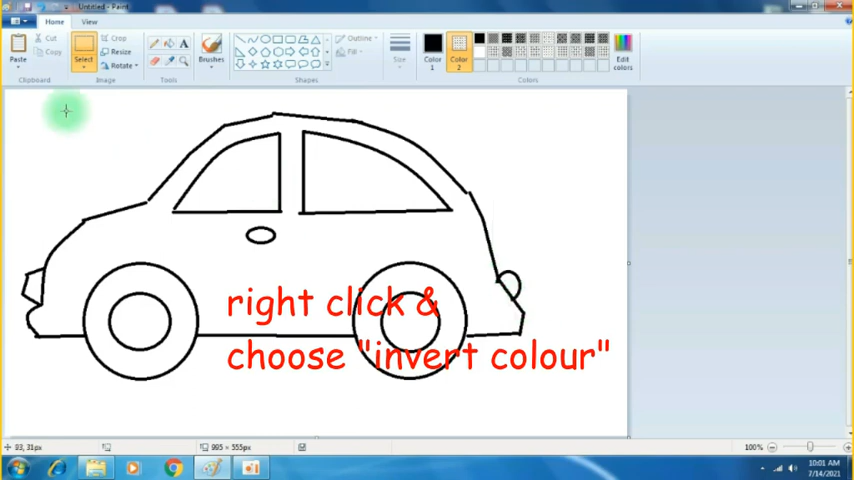 Untitled - Paint
Home View
Paste
Cut
Copy
Clipboard
Select
Crop
Resize
Rotate
Image
A
Tools
Brushes
Shapes
Outline
Fill
Size
Color
1
Color
2
Edit
colors
Colors
right click &
choose "invert colour"
93, 31px
995 × 555px
100%
10:01 AM
7/14/2021